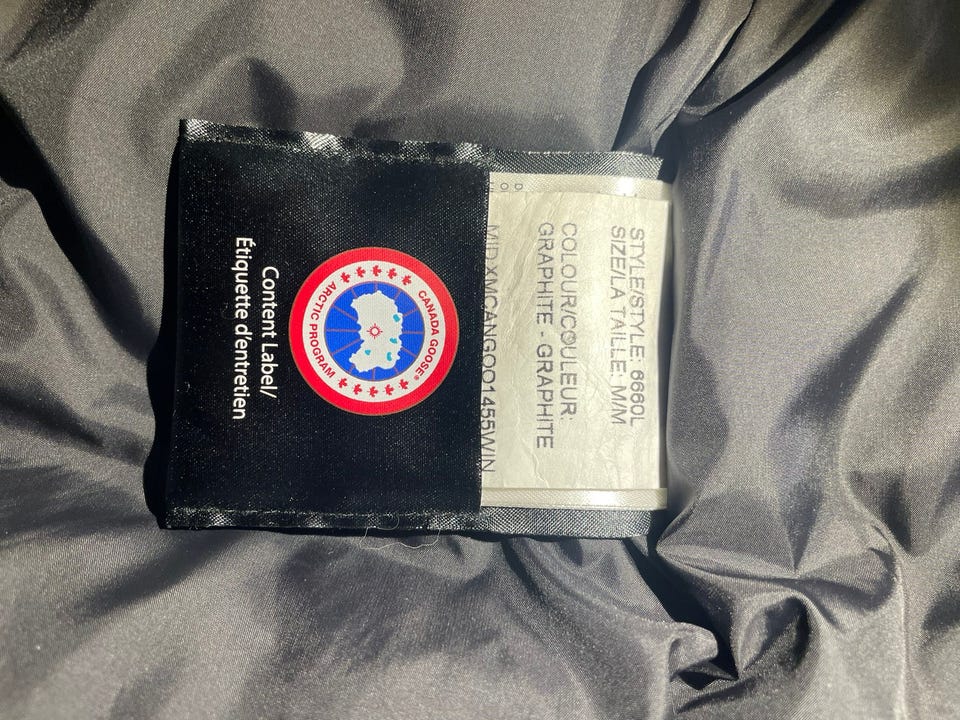 STYLE/STYLE: 6660L
SIZE/LA TAILLE: M/M
COLOUR/COULEUR:
GRAPHITE - GRAPHITE
MID XMCANGOO1455WIN
CANADA GOOSE®
ARCTIC PROGRAM
Content Label/
Étiquette d'entretien